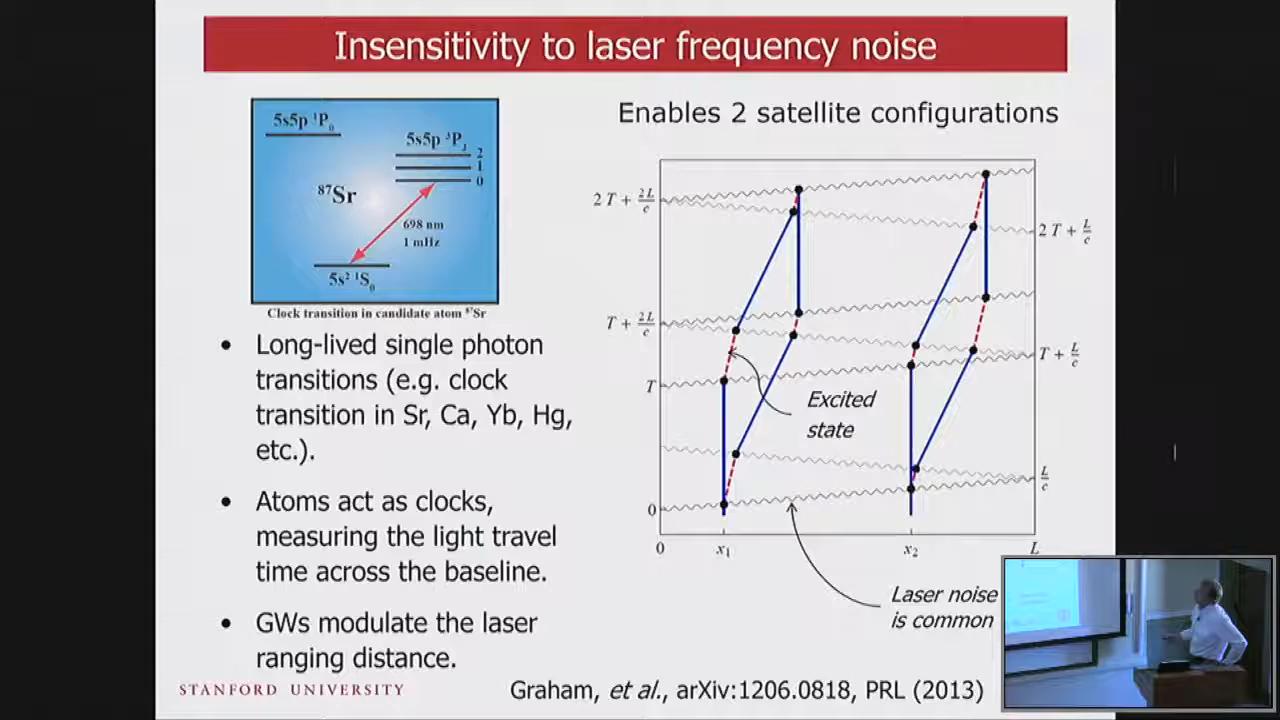 Insensitivity to laser frequency noise
5s5p ¹P₀
5s5p ³P_J
2
1
0
⁸⁷Sr
698 nm
1 mHz
5s² ¹S₀
Clock transition in candidate atom ⁸⁷Sr
• Long-lived single photon
transitions (e.g. clock
transition in Sr, Ca, Yb, Hg,
etc.).
• Atoms act as clocks,
measuring the light travel
time across the baseline.
• GWs modulate the laser
ranging distance.
Enables 2 satellite configurations
2 T + 2L/c
2 T + L/c
T + 2L/c
T + L/c
T
Excited
state
L/c
0
0
x₁
x₂
L
Laser noise
is common
STANFORD UNIVERSITY
Graham, et al., arXiv:1206.0818, PRL (2013)